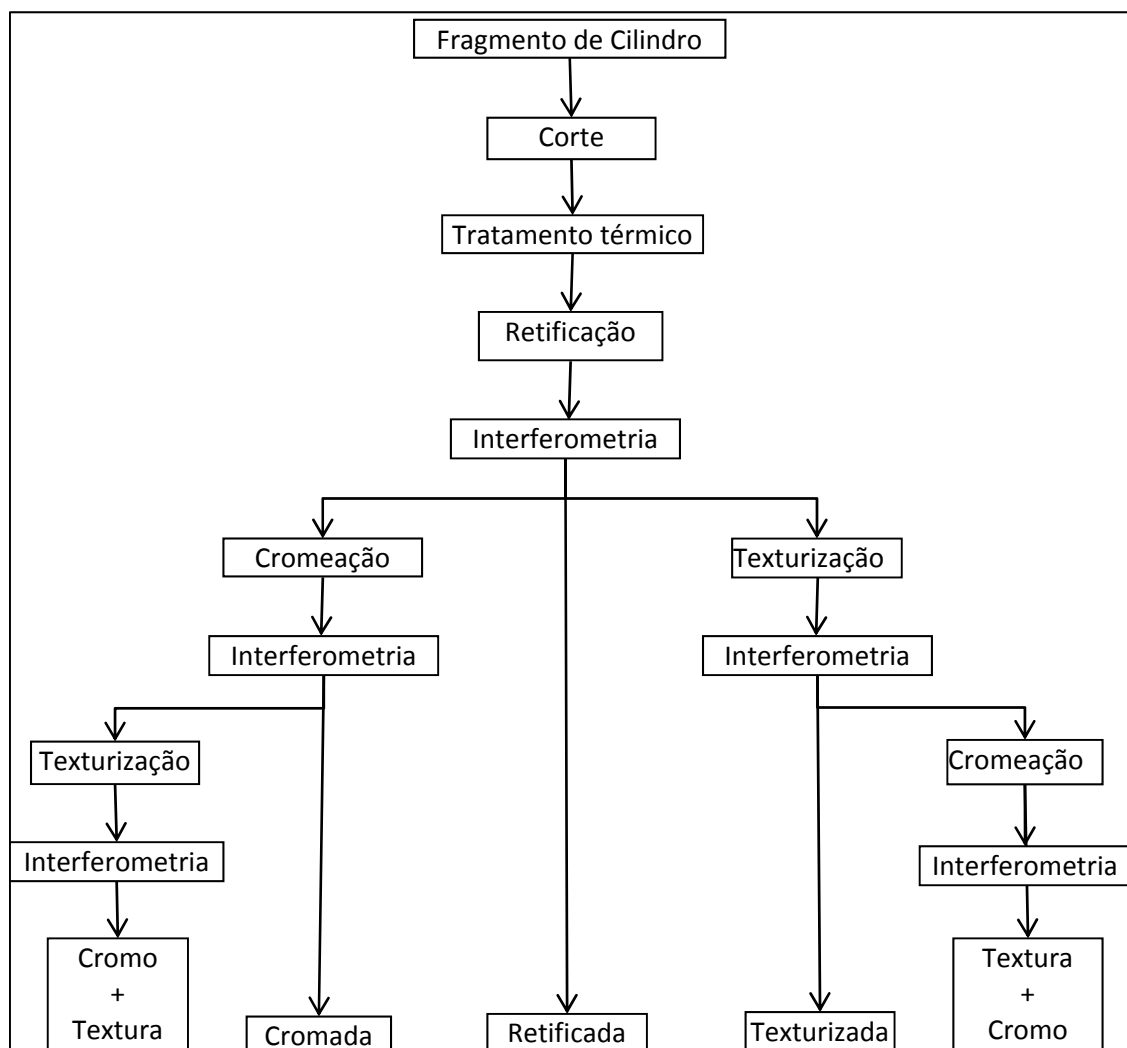 Fragmento de Cilindro
Corte
Tratamento térmico
Retificação
Interferometria
Cromeação
Texturização
Interferometria
Interferometria
Texturização
Cromeação
Interferometria
Interferometria
Cromo
+
Textura
Cromada
Retificada
Texturizada
Textura
+
Cromo